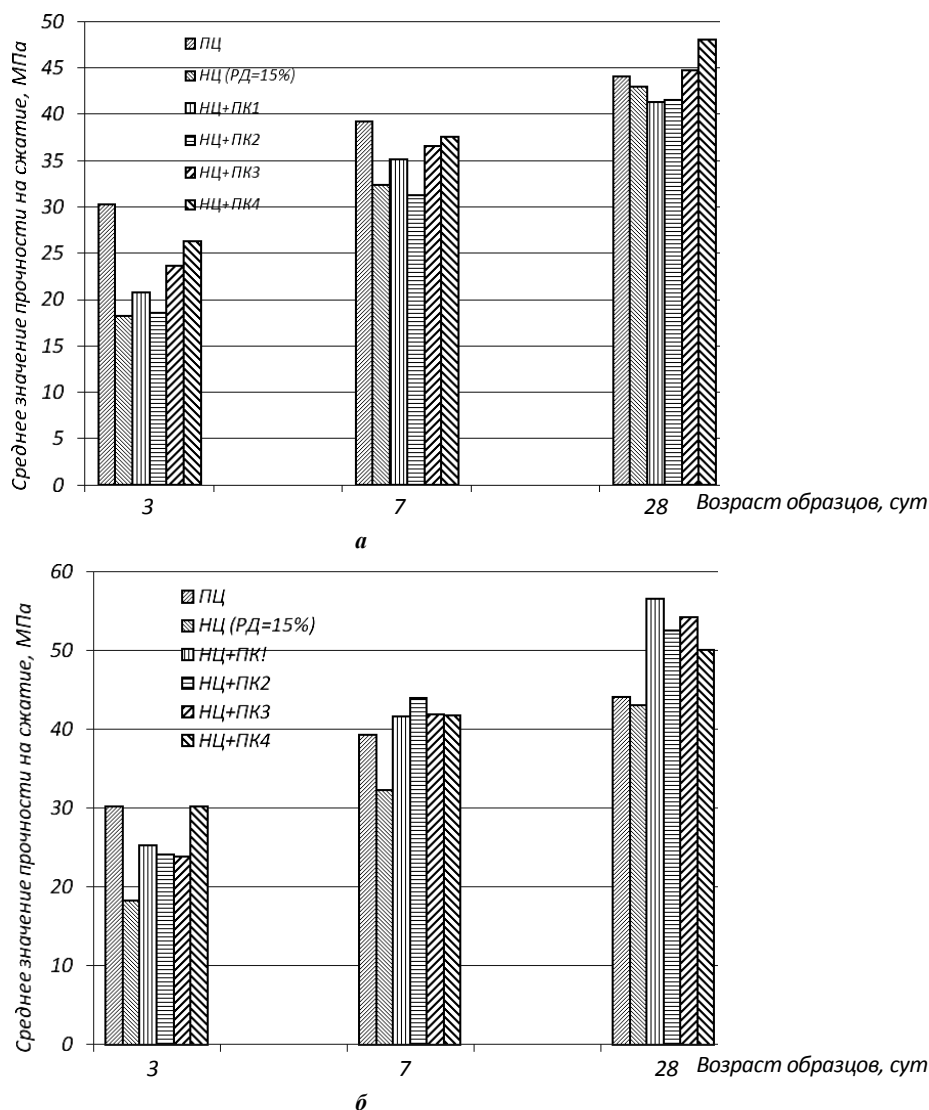 Среднее значение прочности на сжатие, МПа
50
45
40
35
30
25
20
15
10
5
0
ПЦ
НЦ (РД=15%)
НЦ+ПК1
НЦ+ПК2
НЦ+ПК3
НЦ+ПК4
3
7
28
Возраст образцов, сут
а
Среднее значение прочности на сжатие, МПа
60
50
40
30
20
10
0
ПЦ
НЦ (РД=15%)
НЦ+ПК!
НЦ+ПК2
НЦ+ПК3
НЦ+ПК4
3
7
28
Возраст образцов, сут
б